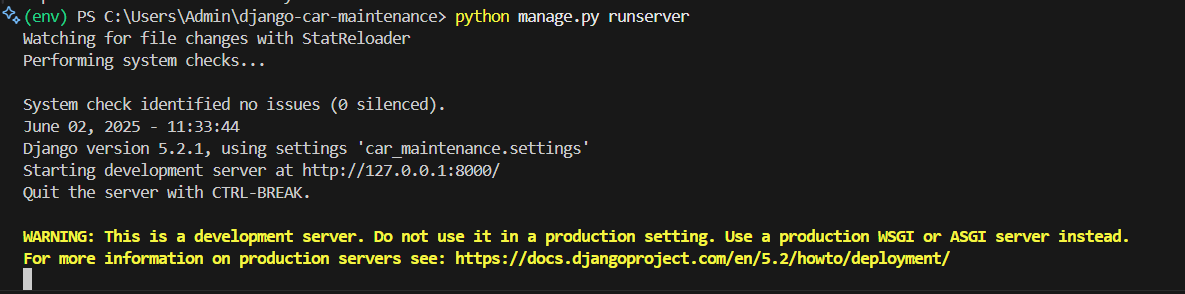 (env) PS C:\Users\Admin\django-car-maintenance> python manage.py runserver
Watching for file changes with StatReloader
Performing system checks...
System check identified no issues (0 silenced).
June 02, 2025 - 11:33:44
Django version 5.2.1, using settings 'car_maintenance.settings'
Starting development server at http://127.0.0.1:8000/
Quit the server with CTRL-BREAK.
WARNING: This is a development server. Do not use it in a production setting. Use a production WSGI or ASGI server instead.
For more information on production servers see: https://docs.djangoproject.com/en/5.2/howto/deployment/